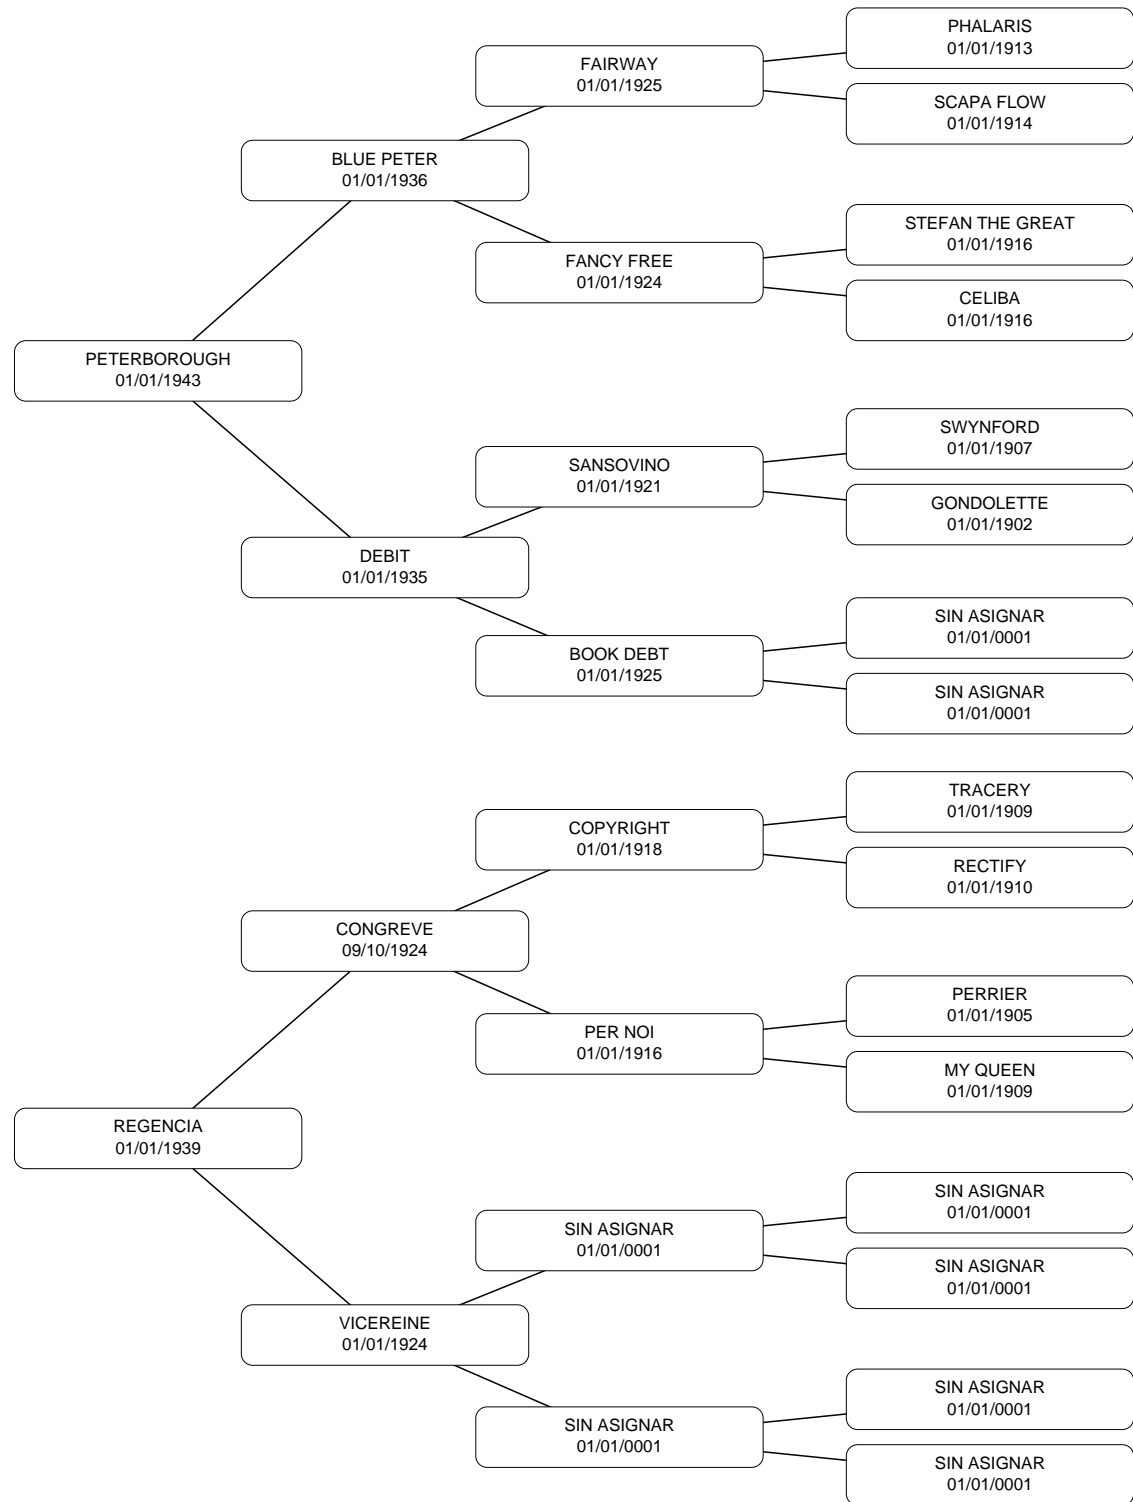 PHALARIS
01/01/1913
FAIRWAY
01/01/1925
SCAPA FLOW
01/01/1914
BLUE PETER
01/01/1936
STEFAN THE GREAT
01/01/1916
FANCY FREE
01/01/1924
CELIBA
01/01/1916
PETERBOROUGH
01/01/1943
SWYNFORD
01/01/1907
SANSOVINO
01/01/1921
GONDOLETTE
01/01/1902
DEBIT
01/01/1935
SIN ASIGNAR
01/01/0001
BOOK DEBT
01/01/1925
SIN ASIGNAR
01/01/0001
TRACERY
01/01/1909
COPYRIGHT
01/01/1918
RECTIFY
01/01/1910
CONGREVE
09/10/1924
PERRIER
01/01/1905
PER NOI
01/01/1916
MY QUEEN
01/01/1909
REGENCIA
01/01/1939
SIN ASIGNAR
01/01/0001
SIN ASIGNAR
01/01/0001
SIN ASIGNAR
01/01/0001
VICEREINE
01/01/1924
SIN ASIGNAR
01/01/0001
SIN ASIGNAR
01/01/0001
SIN ASIGNAR
01/01/0001